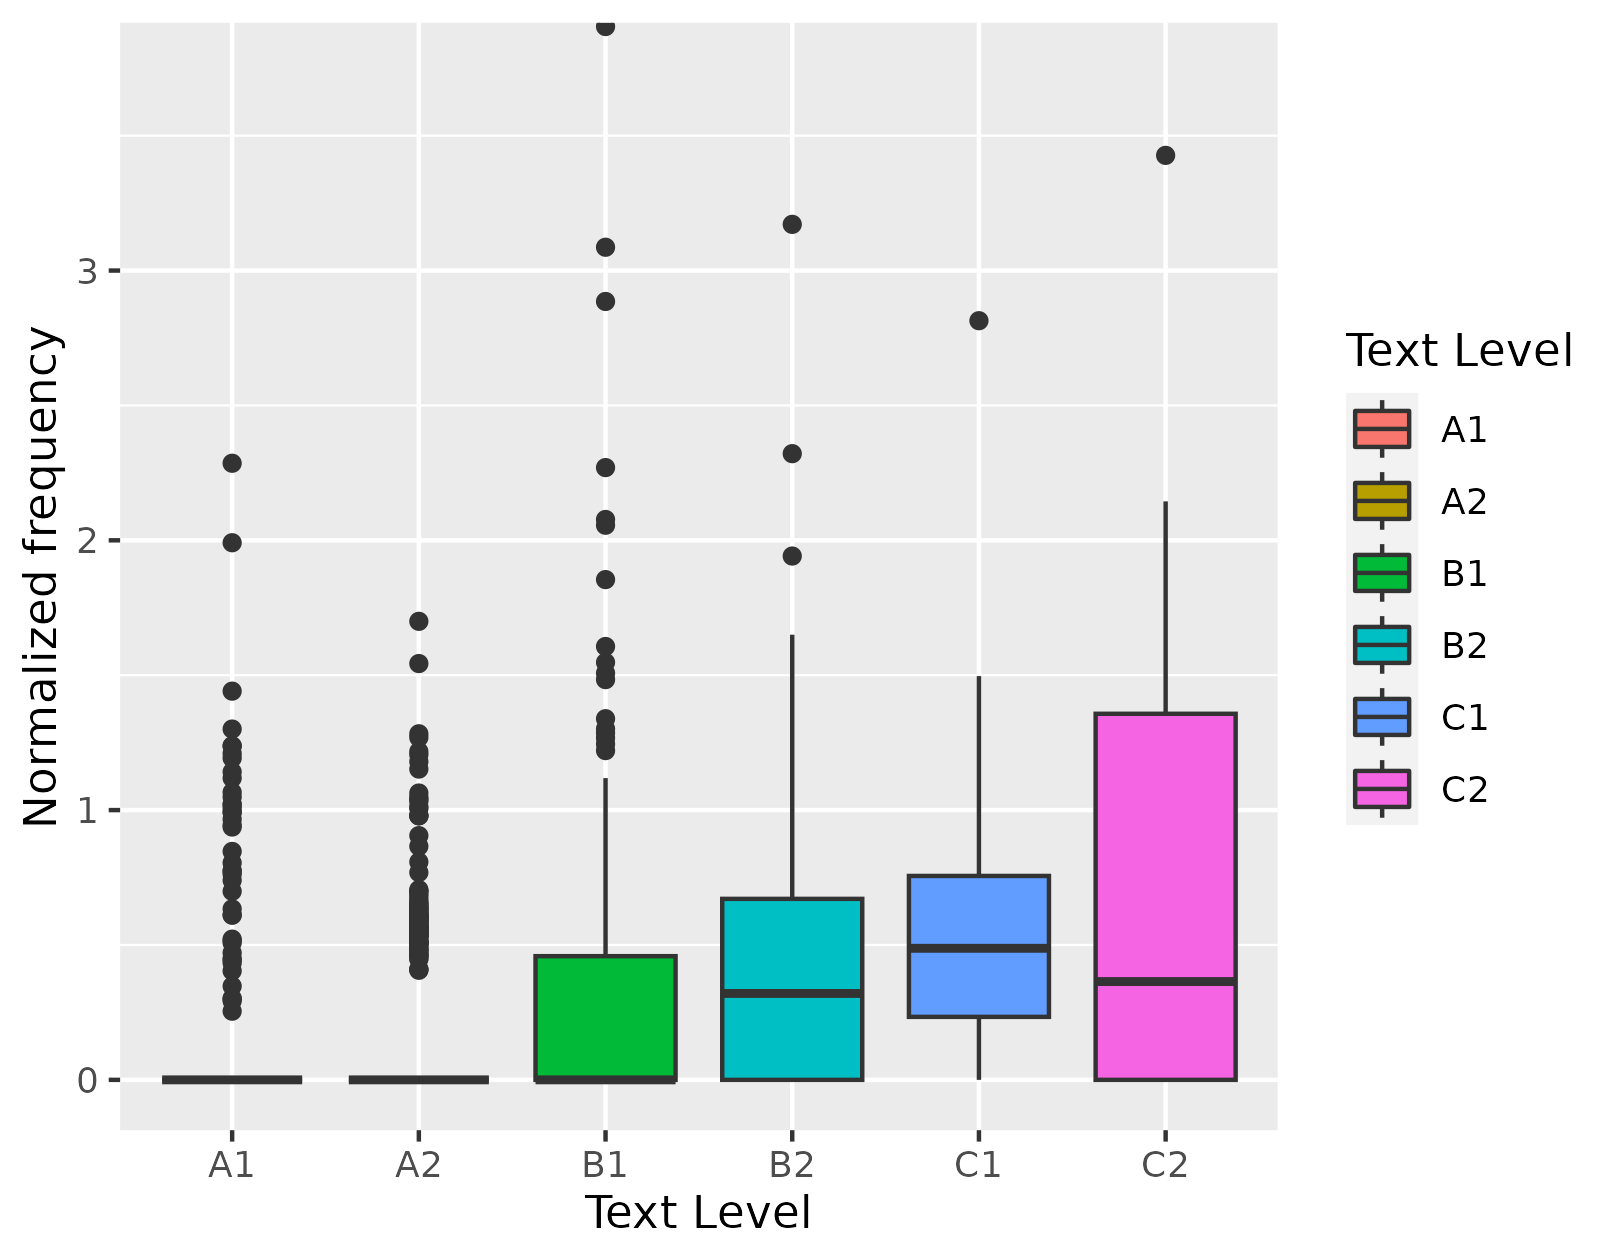 Normalized frequency
3
2
1
0
A1 A2 B1 B2 C1 C2
Text Level
Text Level
A1
A2
B1
B2
C1
C2